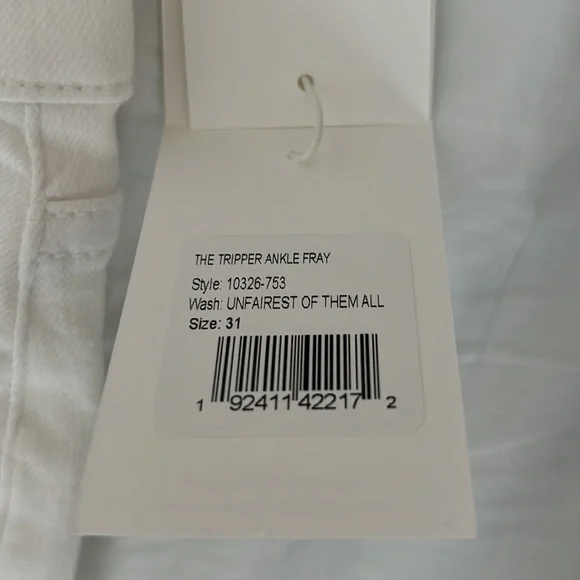 THE TRIPPER ANKLE FRAY
Style: 10326-753
Wash: UNFAIREST OF THEM ALL
Size: 31
1 92411 42217 2